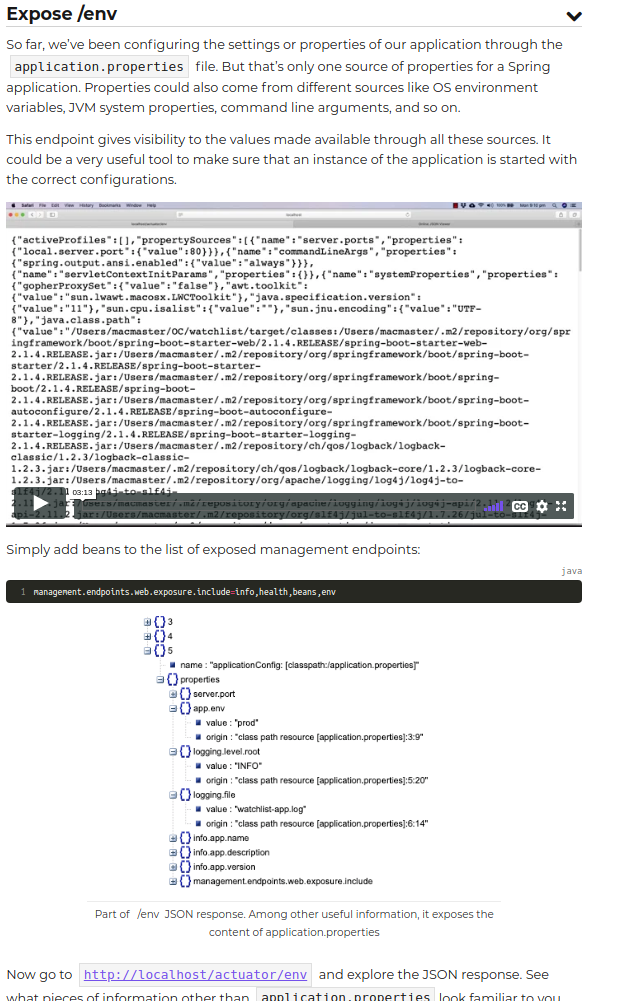 Expose /env
So far, we've been configuring the settings or properties of our application through the
application.properties file. But that's only one source of properties for a Spring
application. Properties could also come from different sources like OS environment
variables, JVM system properties, command line arguments, and so on.
This endpoint gives visibility to the values made available through all these sources. It
could be a very useful tool to make sure that an instance of the application is started with
the correct configurations.
Safari File Edit View History Bookmarks Window Help
{"activeProfiles":[],"propertySources":[{"name":"server.ports","properties":
{"local.server.port":{"value":80}}},{"name":"commandLineArgs","properties":
{"spring.output.ansi.enabled":{"value":"always"}}},
{"name":"servletContextInitParams","properties":{}},{"name":"systemProperties","properties":
{"gopherProxySet":{"value":"false"},"awt.toolkit":
{"value":"sun.lwawt.macosx.LWCToolkit"},"java.specification.version":
{"value":"11"},"sun.cpu.isalist":{"value":""},"sun.jnu.encoding":{"value":"UTF-
8"},"java.class.path":
{"value":"/Users/macmaster/OC/watchlist/target/classes:/Users/macmaster/.m2/repository/org/spr
ingframework/boot/spring-boot-starter-web/2.1.4.RELEASE/spring-boot-starter-web-
2.1.4.RELEASE.jar:/Users/macmaster/.m2/repository/org/springframework/boot/spring-boot-
starter/2.1.4.RELEASE/spring-boot-starter-
2.1.4.RELEASE.jar:/Users/macmaster/.m2/repository/org/springframework/boot/spring-
boot/2.1.4.RELEASE/spring-boot-
2.1.4.RELEASE.jar:/Users/macmaster/.m2/repository/org/springframework/boot/spring-boot-
autoconfigure/2.1.4.RELEASE/spring-boot-autoconfigure-
2.1.4.RELEASE.jar:/Users/macmaster/.m2/repository/org/springframework/boot/spring-boot-
starter-logging/2.1.4.RELEASE/spring-boot-starter-logging-
2.1.4.RELEASE.jar:/Users/macmaster/.m2/repository/ch/qos/logback/logback-
classic/1.2.3/logback-classic-
1.2.3.jar:/Users/macmaster/.m2/repository/ch/qos/logback/logback-core/1.2.3/logback-core-
1.2.3.jar:/Users/macmaster/.m2/repository/org/apache/logging/log4j/log4j-to-
03:13
CC
Simply add beans to the list of exposed management endpoints:
java
1 management.endpoints.web.exposure.include=info,health,beans,env
{} 3
{} 4
{} 5
name : "applicationConfig: [classpath:/application.properties]"
{} properties
{} server.port
{} app.env
value : "prod"
origin : "class path resource [application.properties]:3:9"
{} logging.level.root
value : "INFO"
origin : "class path resource [application.properties]:5:20"
{} logging.file
value : "watchlist-app.log"
origin : "class path resource [application.properties]:6:14"
{} info.app.name
{} info.app.description
{} info.app.version
{} management.endpoints.web.exposure.include
Part of /env JSON response. Among other useful information, it exposes the
content of application.properties
Now go to http://localhost/actuator/env and explore the JSON response. See
what pieces of information other than application.properties look familiar to you